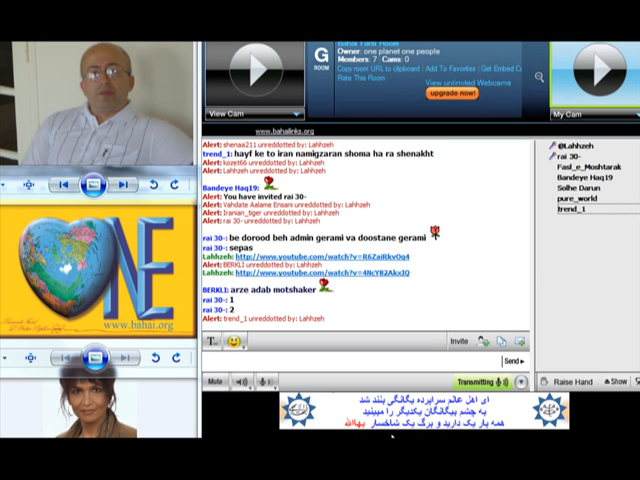 Owner: one planet one people
Members: 7 | Cams: 0
G
ROOM
Copy room URL to clipboard | Add To Favorites | Get Embed
Rate This Room
View unlimited Webcams
upgrade now!
View Cam
My Cam
www.bahailinks.org
Alert: shenaa211 unreddotted by: Lahhzeh
trend_1: hayf ke to iran namigzaran shoma ha ra shenakht
Alert: kozet66 unreddotted by: Lahhzeh
Alert: Lahhzeh unreddotted by: Lahhzeh
Bandeye Haq19:
Alert: You have invited rai 30-
Alert: Vahdate Aalame Ensani unreddotted by: Lahhzeh
Alert: Iranian_tiger unreddotted by: Lahhzeh
Alert: rai 30- unreddotted by: Lahhzeh
rai 30-: be dorood beh admin gerami va doostane gerami
rai 30-: sepas
Lahhzeh: http://www.youtube.com/watch?v=R6ZaiRkvOq4
Alert: BERKLI unreddotted by: Lahhzeh
Lahhzeh: http://www.youtube.com/watch?v=4NcY82AkxIQ
BERKLI: arze adab motshaker
rai 30-: 1
rai 30-: 2
Alert: trend_1 unreddotted by: Lahhzeh
@Lahhzeh
rai 30-
Fasl_e_Moshtarak
Bandeye Haq19
Solhe Darun
pure_world
trend_1
ONE
www.bahai.org
T
Invite
Send
Mute
Transmitting
Raise Hand
Show
ای اهل عالم سراپرده یگانگی بلند شد
به چشم بیگانگان یکدیگر را مبینید
همه بار یک دارید و برگ یک شاخسار بهاالله